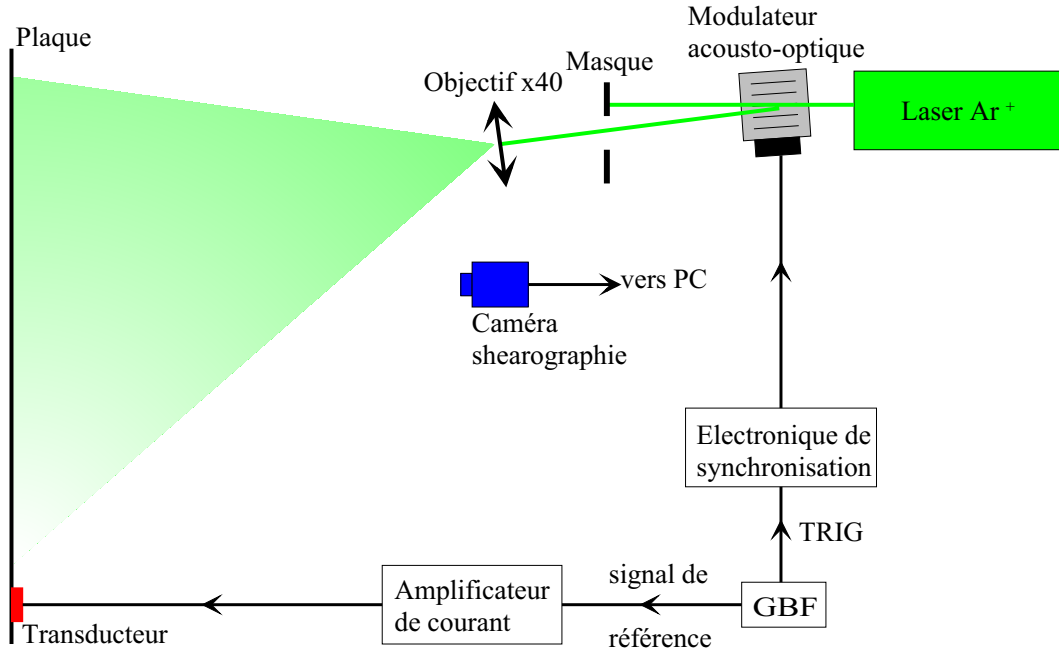 Modulateur
acousto-optique
Plaque
Masque
Objectif x40
Laser Ar +
vers PC
Caméra
shearographie
Electronique de
synchronisation
TRIG
signal de
Amplificateur
de courant
GBF
référence
Transducteur